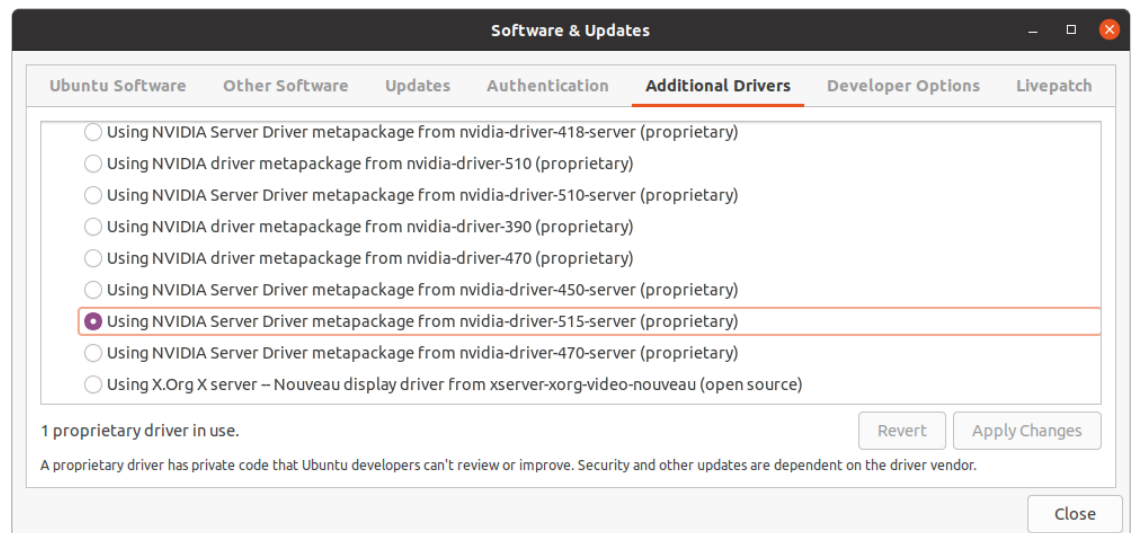 Software & Updates
Ubuntu Software Other Software Updates Authentication Additional Drivers Developer Options Livepatch
Using NVIDIA Server Driver metapackage from nvidia-driver-418-server (proprietary)
Using NVIDIA driver metapackage from nvidia-driver-510 (proprietary)
Using NVIDIA Server Driver metapackage from nvidia-driver-510-server (proprietary)
Using NVIDIA driver metapackage from nvidia-driver-390 (proprietary)
Using NVIDIA driver metapackage from nvidia-driver-470 (proprietary)
Using NVIDIA Server Driver metapackage from nvidia-driver-450-server (proprietary)
Using NVIDIA Server Driver metapackage from nvidia-driver-515-server (proprietary)
Using NVIDIA Server Driver metapackage from nvidia-driver-470-server (proprietary)
Using X.Org X server -- Nouveau display driver from xserver-xorg-video-nouveau (open source)
1 proprietary driver in use. Revert Apply Changes
A proprietary driver has private code that Ubuntu developers can't review or improve. Security and other updates are dependent on the driver vendor.
Close